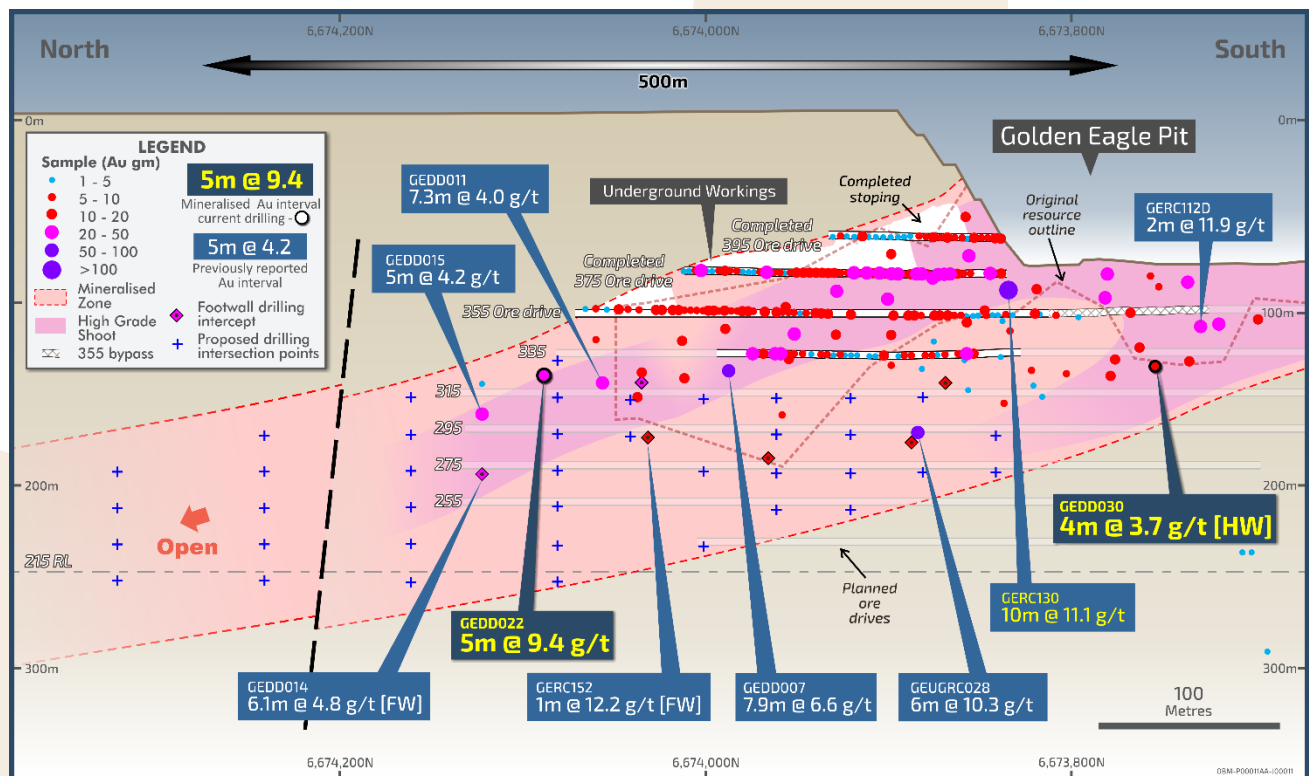 6,674,200N
6,674,000N
6,673,800N
North
South
500m
0m
0m
LEGEND
Sample (Au gm)
1 - 5
5 - 10
10 - 20
20 - 50
50 - 100
>100
Mineralised
Zone
High Grade
Shoot
355 bypass
5m @ 9.4
Mineralised Au interval
current drilling -
5m @ 4.2
Previously reported
Au interval
Footwall drilling
intercept
Proposed drilling
intersection points
GEDD011
7.3m @ 4.0 g/t
Underground Workings
Completed
stoping
Golden Eagle Pit
Original
resource
outline
GERC112D
2m @ 11.9 g/t
GEDD015
5m @ 4.2 g/t
Completed
395 Ore drive
Completed
375 Ore drive
355 Ore drive
100m
335
315
295
275
255
200m
200m
Open
215 RL
GEDD030
4m @ 3.7 g/t [HW]
Planned
ore
drives
GERC130
10m @ 11.1 g/t
GEDD022
5m @ 9.4 g/t
300m
300m
GEDD014
6.1m @ 4.8 g/t [FW]
GERC152
1m @ 12.2 g/t [FW]
GEDD007
7.9m @ 6.6 g/t
GEUGRC028
6m @ 10.3 g/t
100
Metres
6,674,200N
6,674,000N
6,673,800N
OBM-P00011AA-I00011